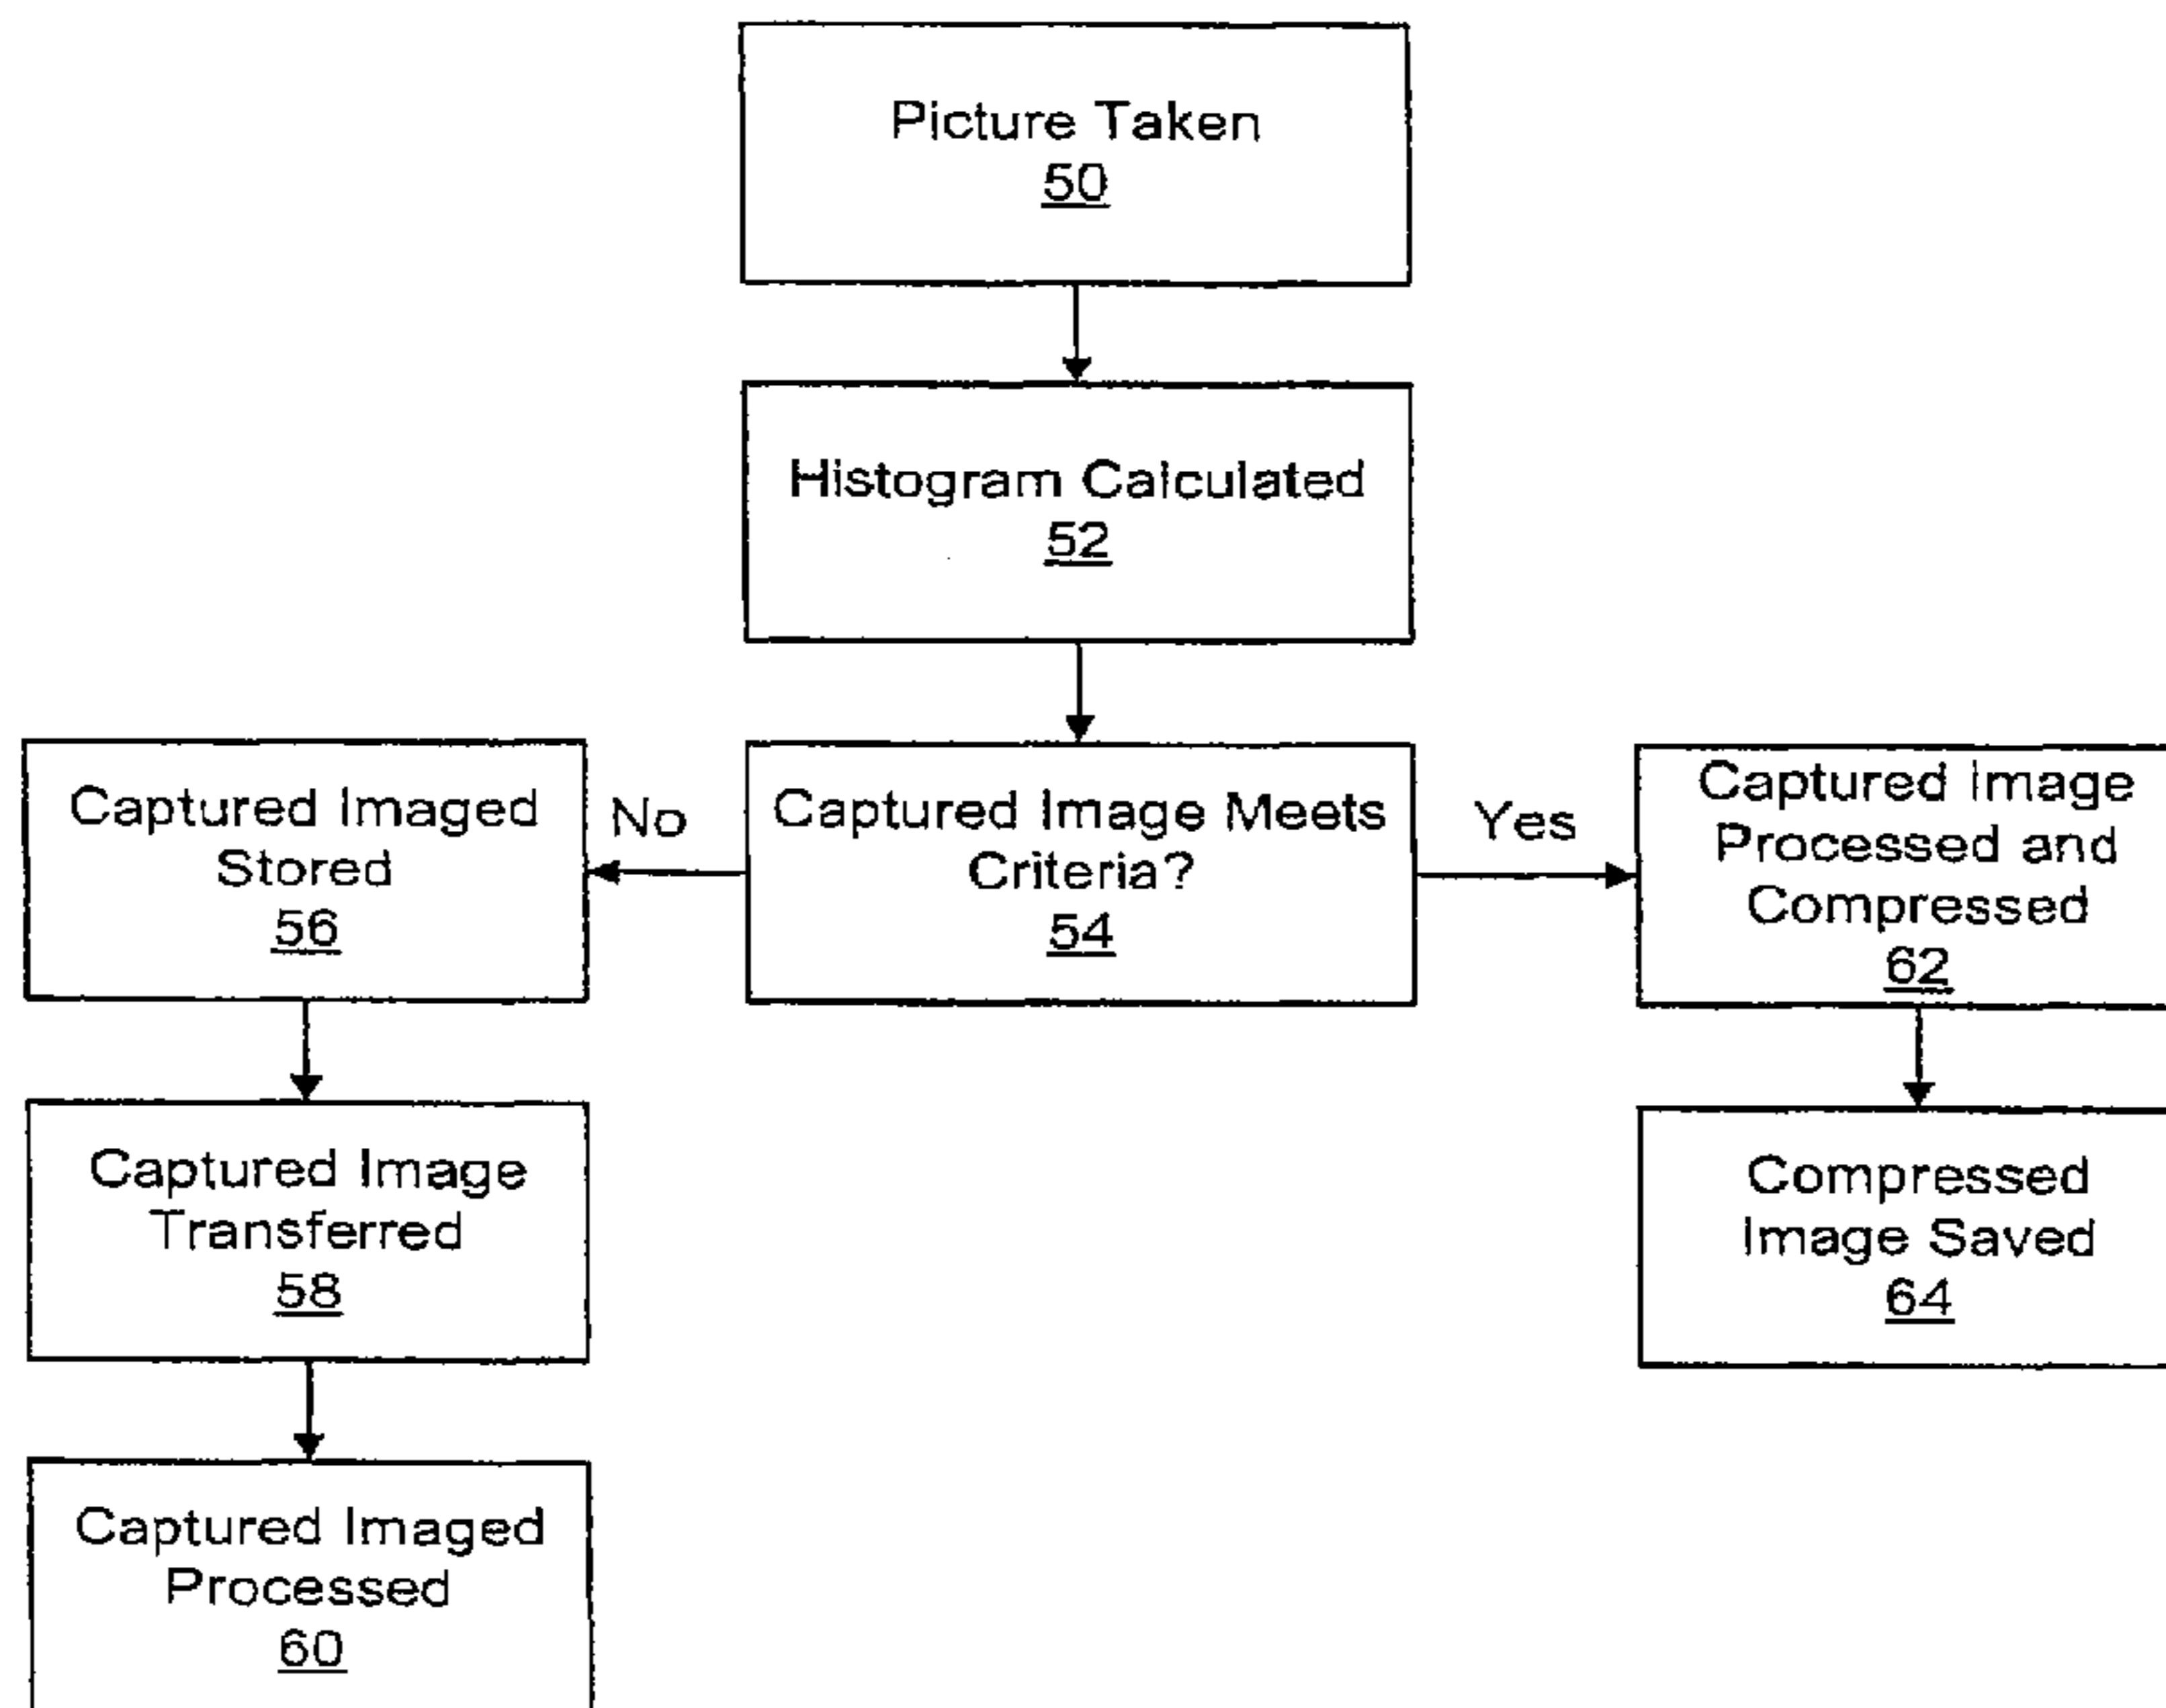 Picture Taken
50
Histogram Calculated
52
Captured Imaged
Stored
56
No
Captured Image Meets
Criteria?
54
Yes
Captured Image
Processed and
Compressed
62
Captured Image
Transferred
58
Compressed
Image Saved
64
Captured Imaged
Processed
60